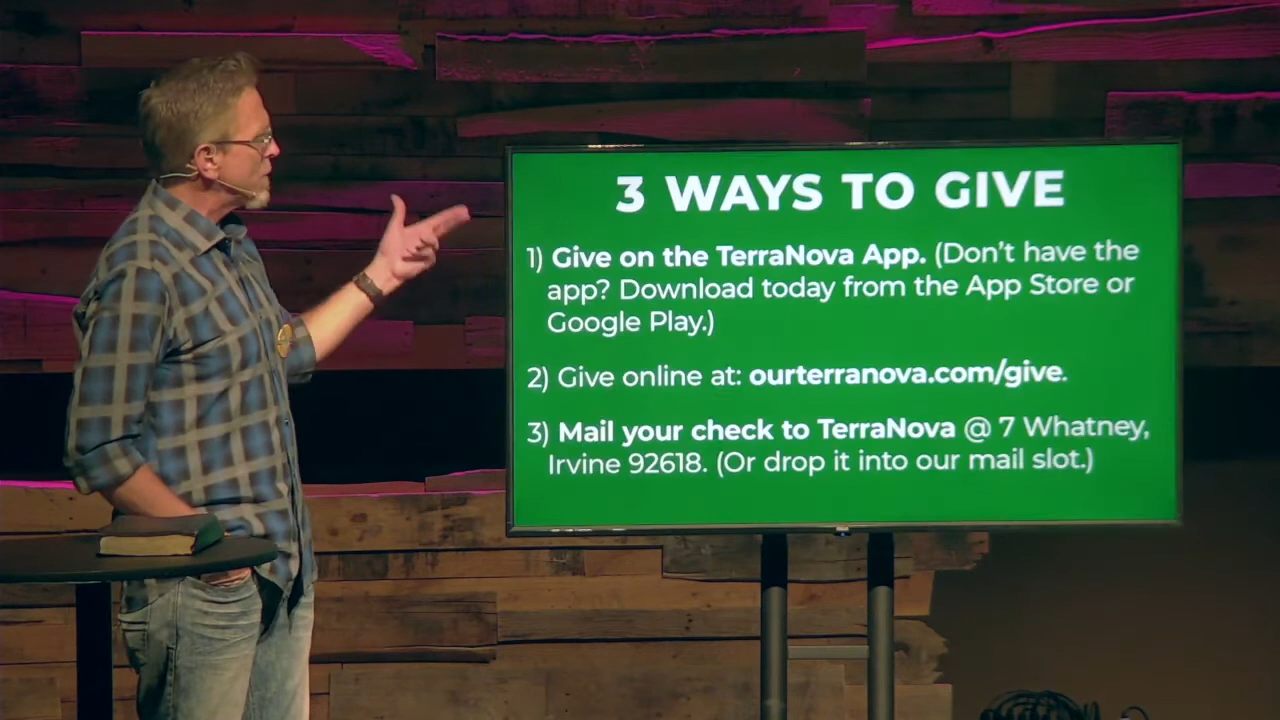 3 WAYS TO GIVE
1) Give on the TerraNova App. (Don't have the
app? Download today from the App Store or
Google Play.)
2) Give online at: ourterranova.com/give.
3) Mail your check to TerraNova @ 7 Whatney,
Irvine 92618. (Or drop it into our mail slot.)